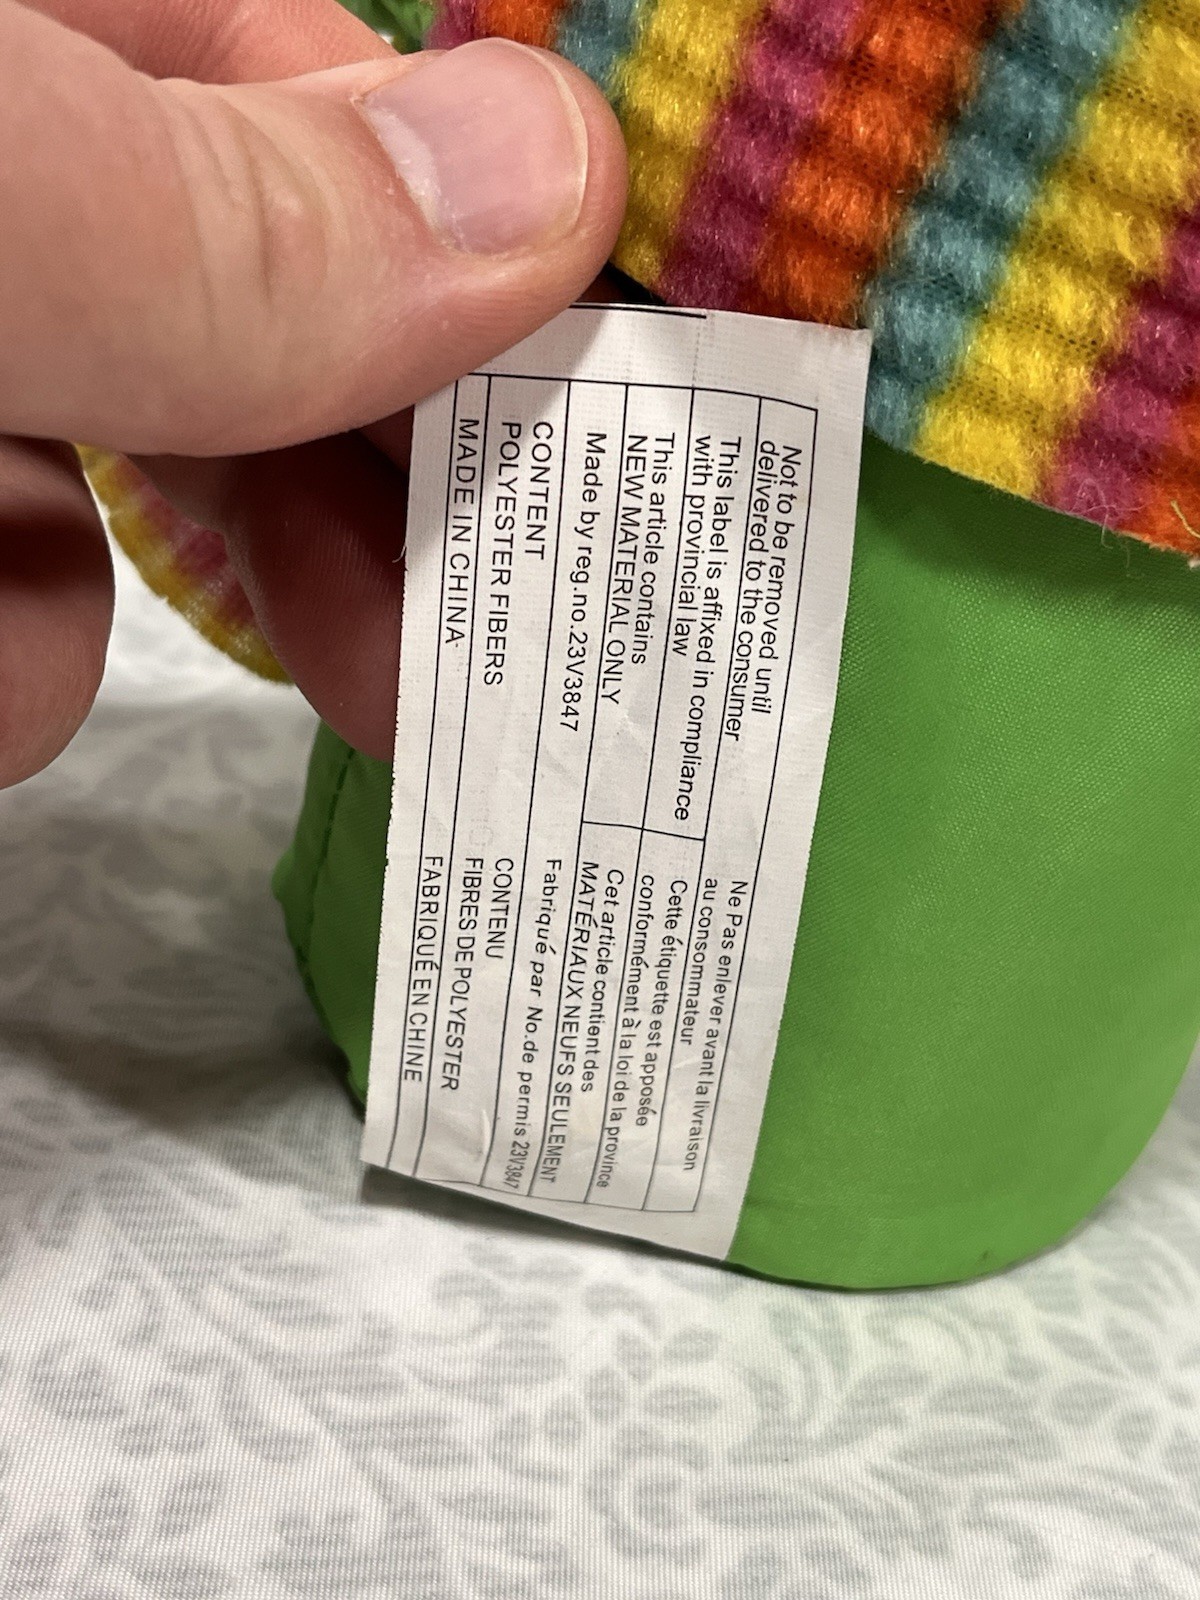 Not to be removed until
delivered to the consumer
This label is affixed in compliance
with provincial law
This article contains
NEW MATERIAL ONLY
Made by reg.no.23V3847
CONTENT
POLYESTER FIBERS
MADE IN CHINA
Ne Pas enlever avant la livraison
au consommateur
Cette étiquette est apposée
conformément à la loi de la province
Cet article contient des
MATÉRIAUX NEUFS SEULEMENT
Fabriqué par No.de permis 23V3847
CONTENU
FIBRES DE POLYESTER
FABRIQUÉ EN CHINE